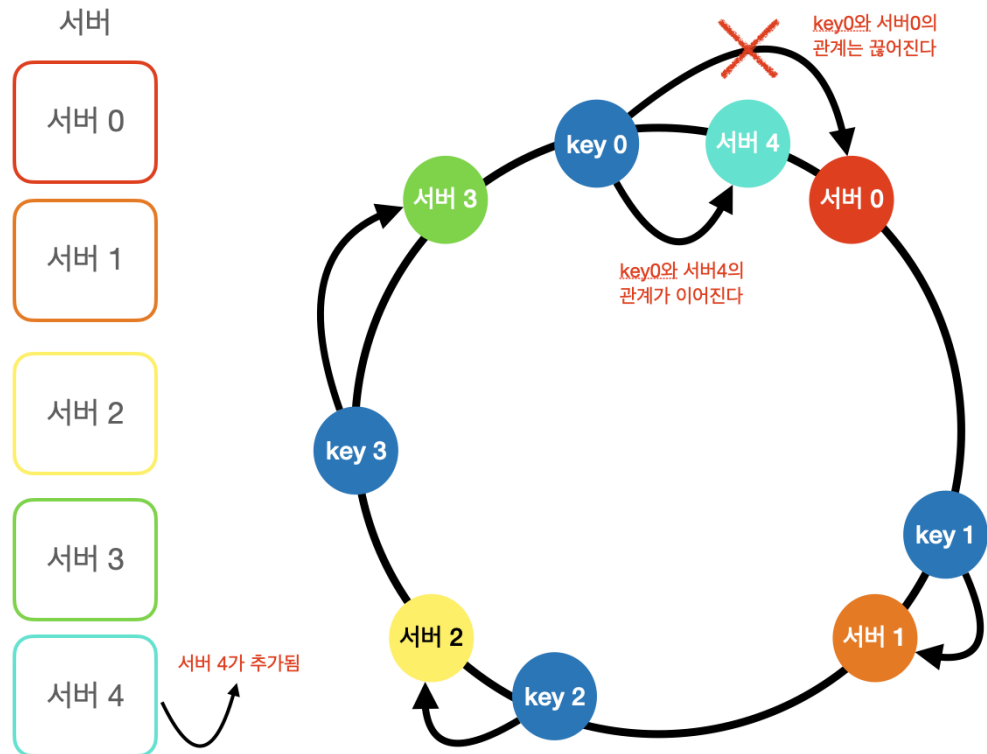 서버
서버 0
서버 1
서버 2
서버 3
서버 4
서버 4가 추가됨
key0와 서버0의
관계는 끊어진다
key 0
서버 4
서버 3
서버 0
key0와 서버4의
관계가 이어진다
key 3
key 1
서버 2
서버 1
key 2